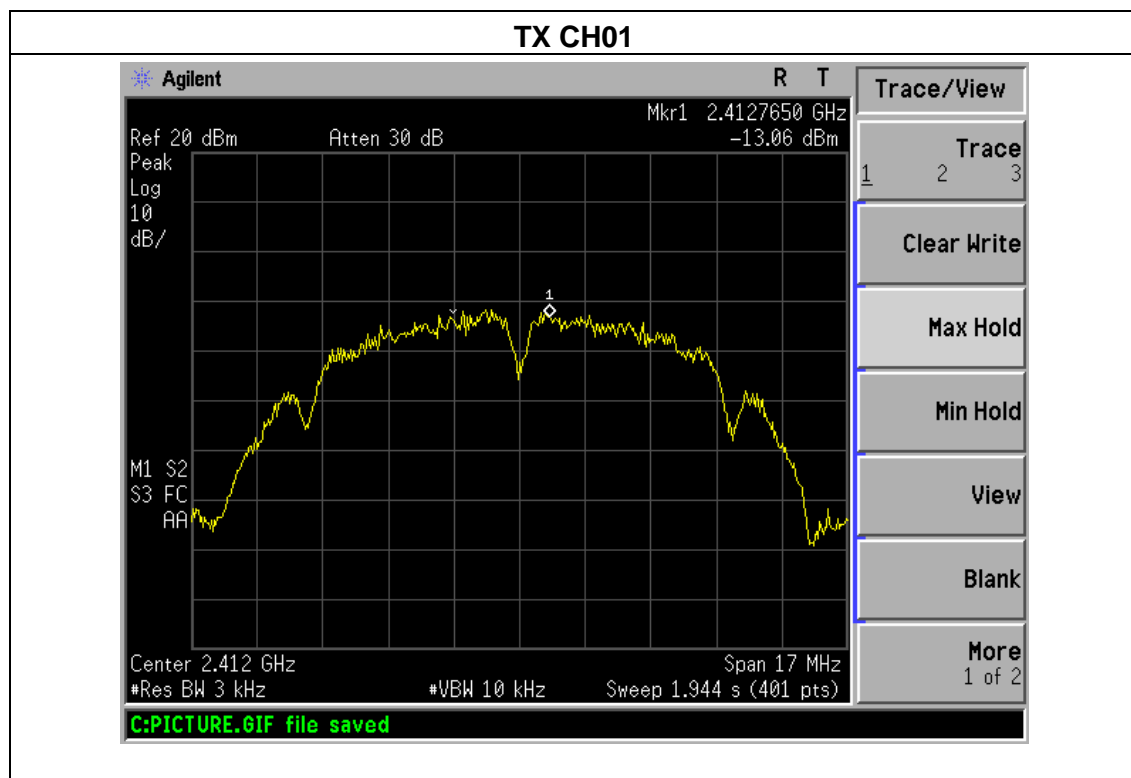 TX CH01
Agilent R T
Mkr1 2.4127650 GHz
Ref 20 dBm Atten 30 dB -13.06 dBm
Peak
Log
10
dB/
1
M1 S2
S3 FC
AA
Center 2.412 GHz Span 17 MHz
#Res BW 3 kHz #VBW 10 kHz Sweep 1.944 s (401 pts)
C:PICTURE.GIF file saved
Trace/View
Trace
1 2 3
Clear Write
Max Hold
Min Hold
View
Blank
More
1 of 2